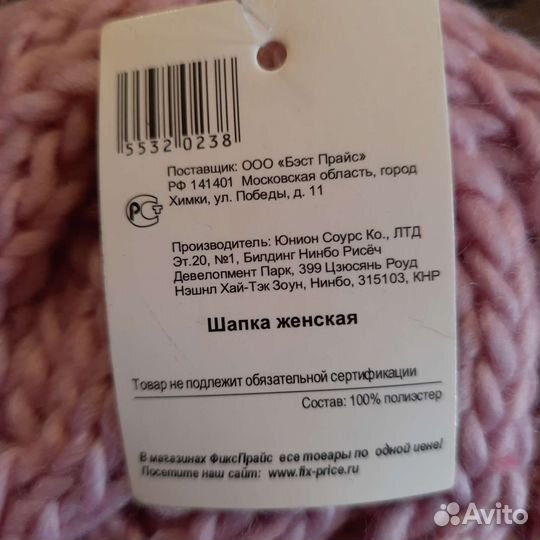 5532 0238
Поставщик: ООО «Бэст Прайс»
РФ 141401 Московская область, город
Химки, ул. Победы, д. 11
РСТ
Производитель: Юнион Соурс Ко., ЛТД
Эт.20, №1, Билдинг Нинбо Рисёч
Девелопмент Парк, 399 Цзюсянь Роуд
Нэшнл Хай-Тэк Зоун, Нинбо, 315103, КНР
Шапка женская
Товар не подлежит обязательной сертификации
Состав: 100% полиэстер
В магазинах ФиксПрайс все товары по одной цене!
Посетите наш сайт: www.fix-price.ru
Avito